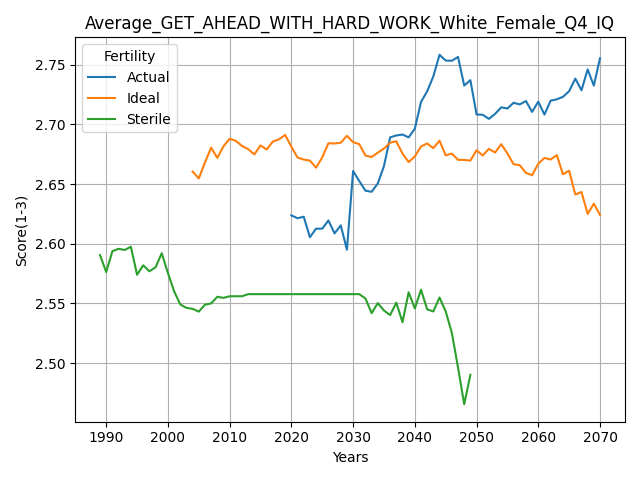 Average_GET_AHEAD_WITH_HARD_WORK_White_Female_Q4_IQ
Fertility
Actual
Ideal
Sterile
Score(1-3)
2.75
2.70
2.65
2.60
2.55
2.50
1990 2000 2010 2020 2030 2040 2050 2060 2070
Years